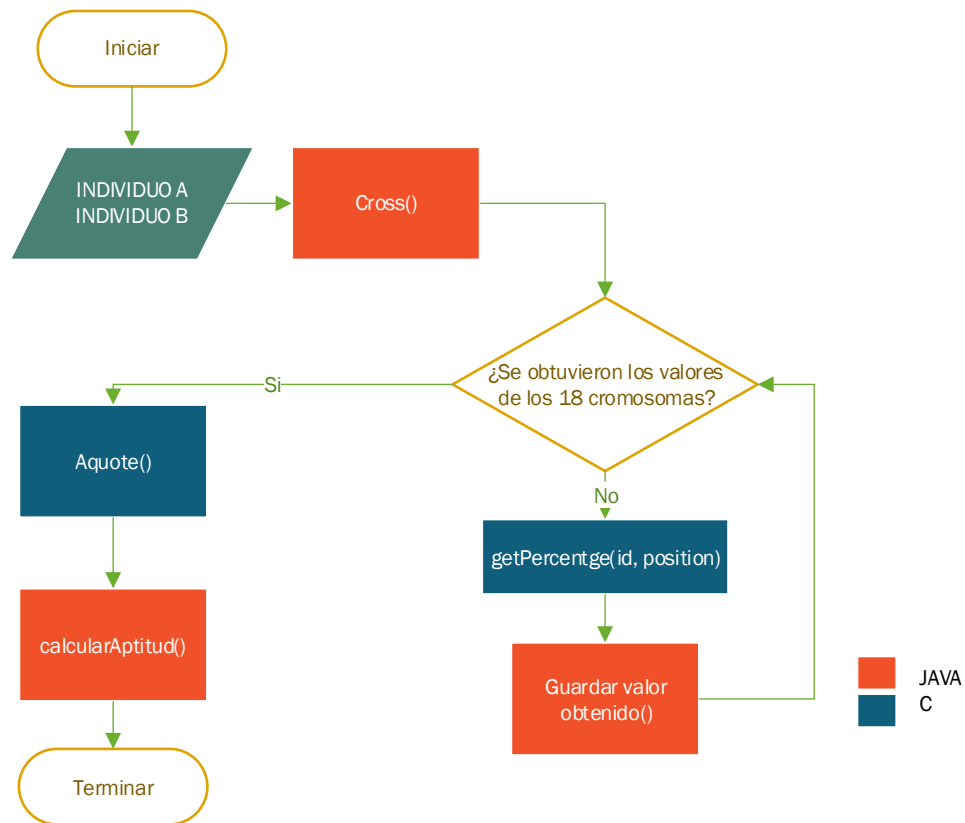 Iniciar
INDIVIDUO A
INDIVIDUO B
Cross()
¿Se obtuvieron los valores
de los 18 cromosomas?
Si
Aquote()
No
getPercentge(id, position)
calcularAptitud()
Guardar valor
obtenido()
JAVA
C
Terminar